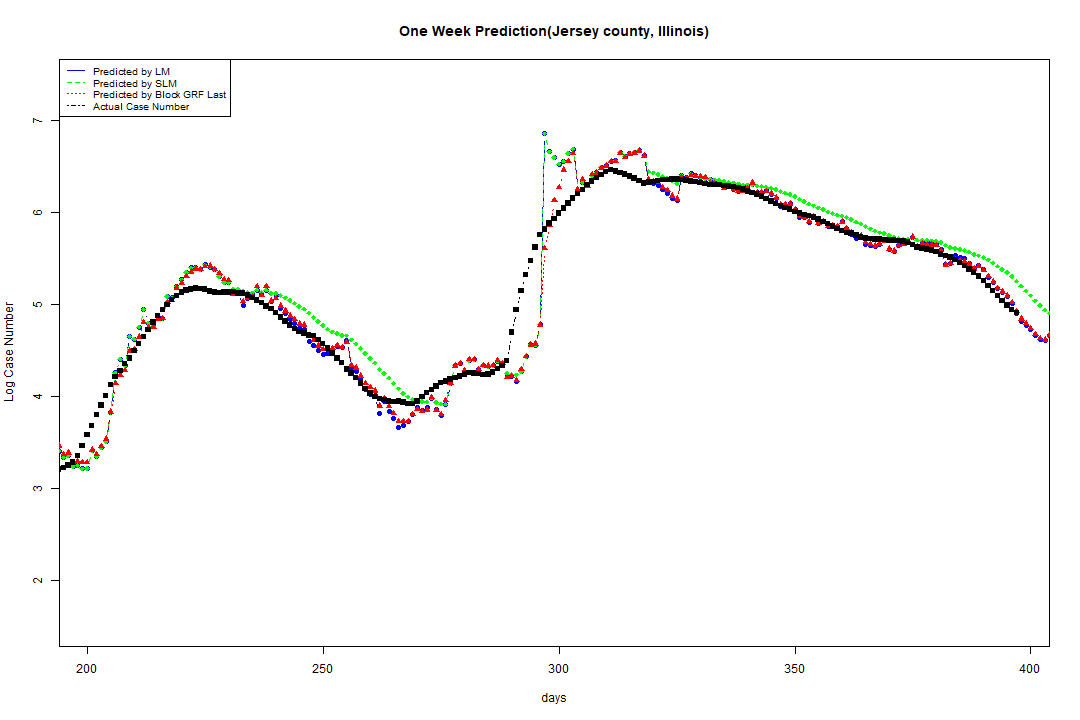 One Week Prediction(Jersey county, Illinois)
Predicted by LM
Predicted by SLM
Predicted by Block GRF Last
Actual Case Number
Log Case Number
7
6
5
4
3
2
200 250 300 350 400
days